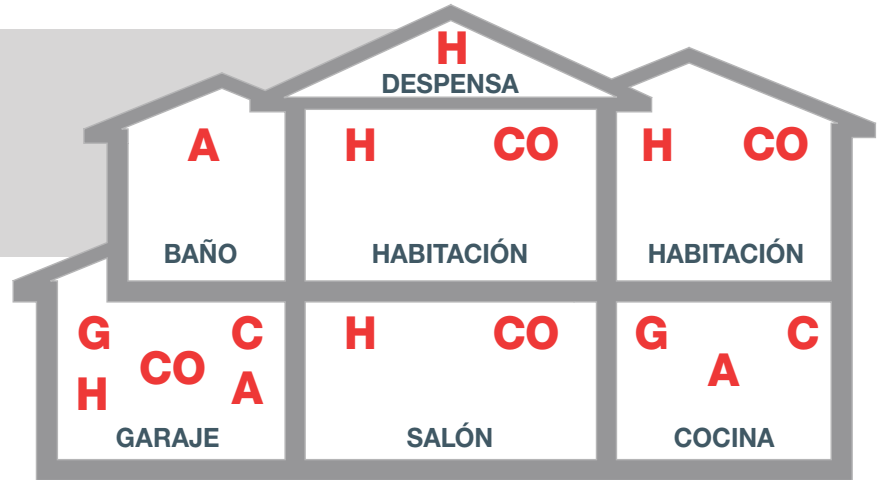 H
DESPENSA
A
BAÑO
H CO
HABITACIÓN
H CO
HABITACIÓN
G C
CO
H A
GARAJE
H CO
SALÓN
G C
A
COCINA